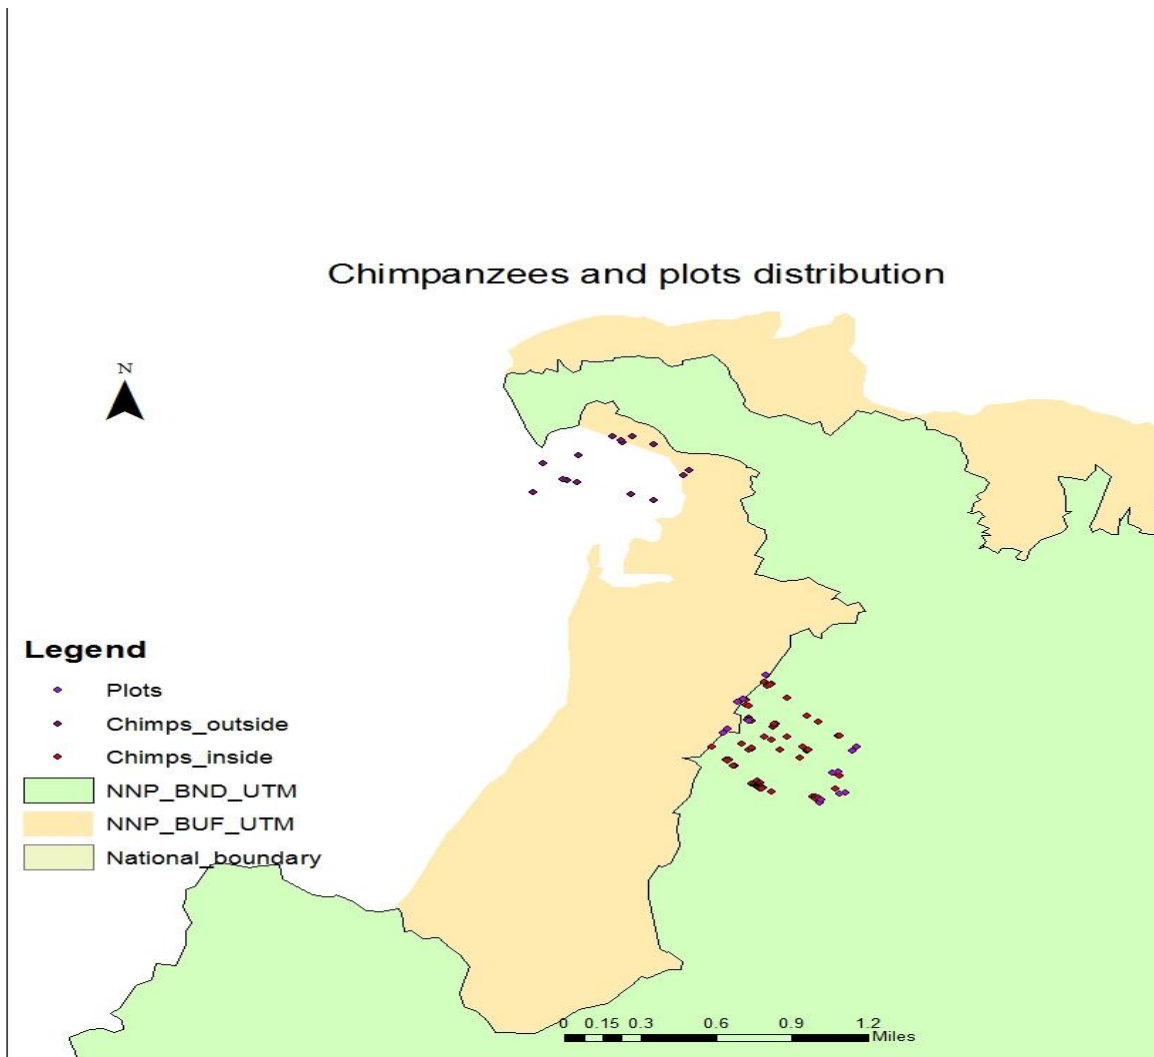 Chimpanzees and plots distribution
N
Legend
Plots
Chimps_outside
Chimps_inside
NNP_BND_UTM
NNP_BUF_UTM
National_boundary
0 0.15 0.3 0.6 0.9 1.2
Miles